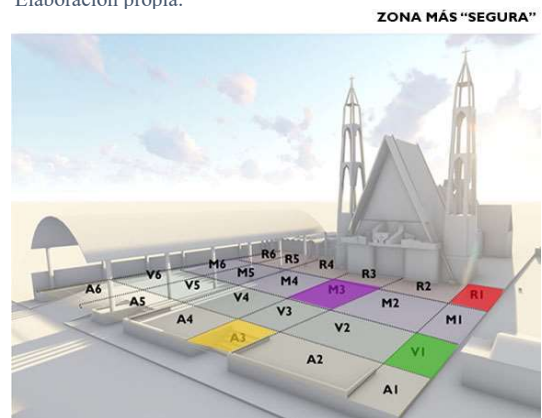 Elaboración propia.
ZONA MÁS “SEGURA”
R6 R5 R4 R3 R2 R1
M6 M5 M4 M3 M2 M1
V6 V5 V4 V3 V2 V1
A6 A5 A4 A3 A2 A1